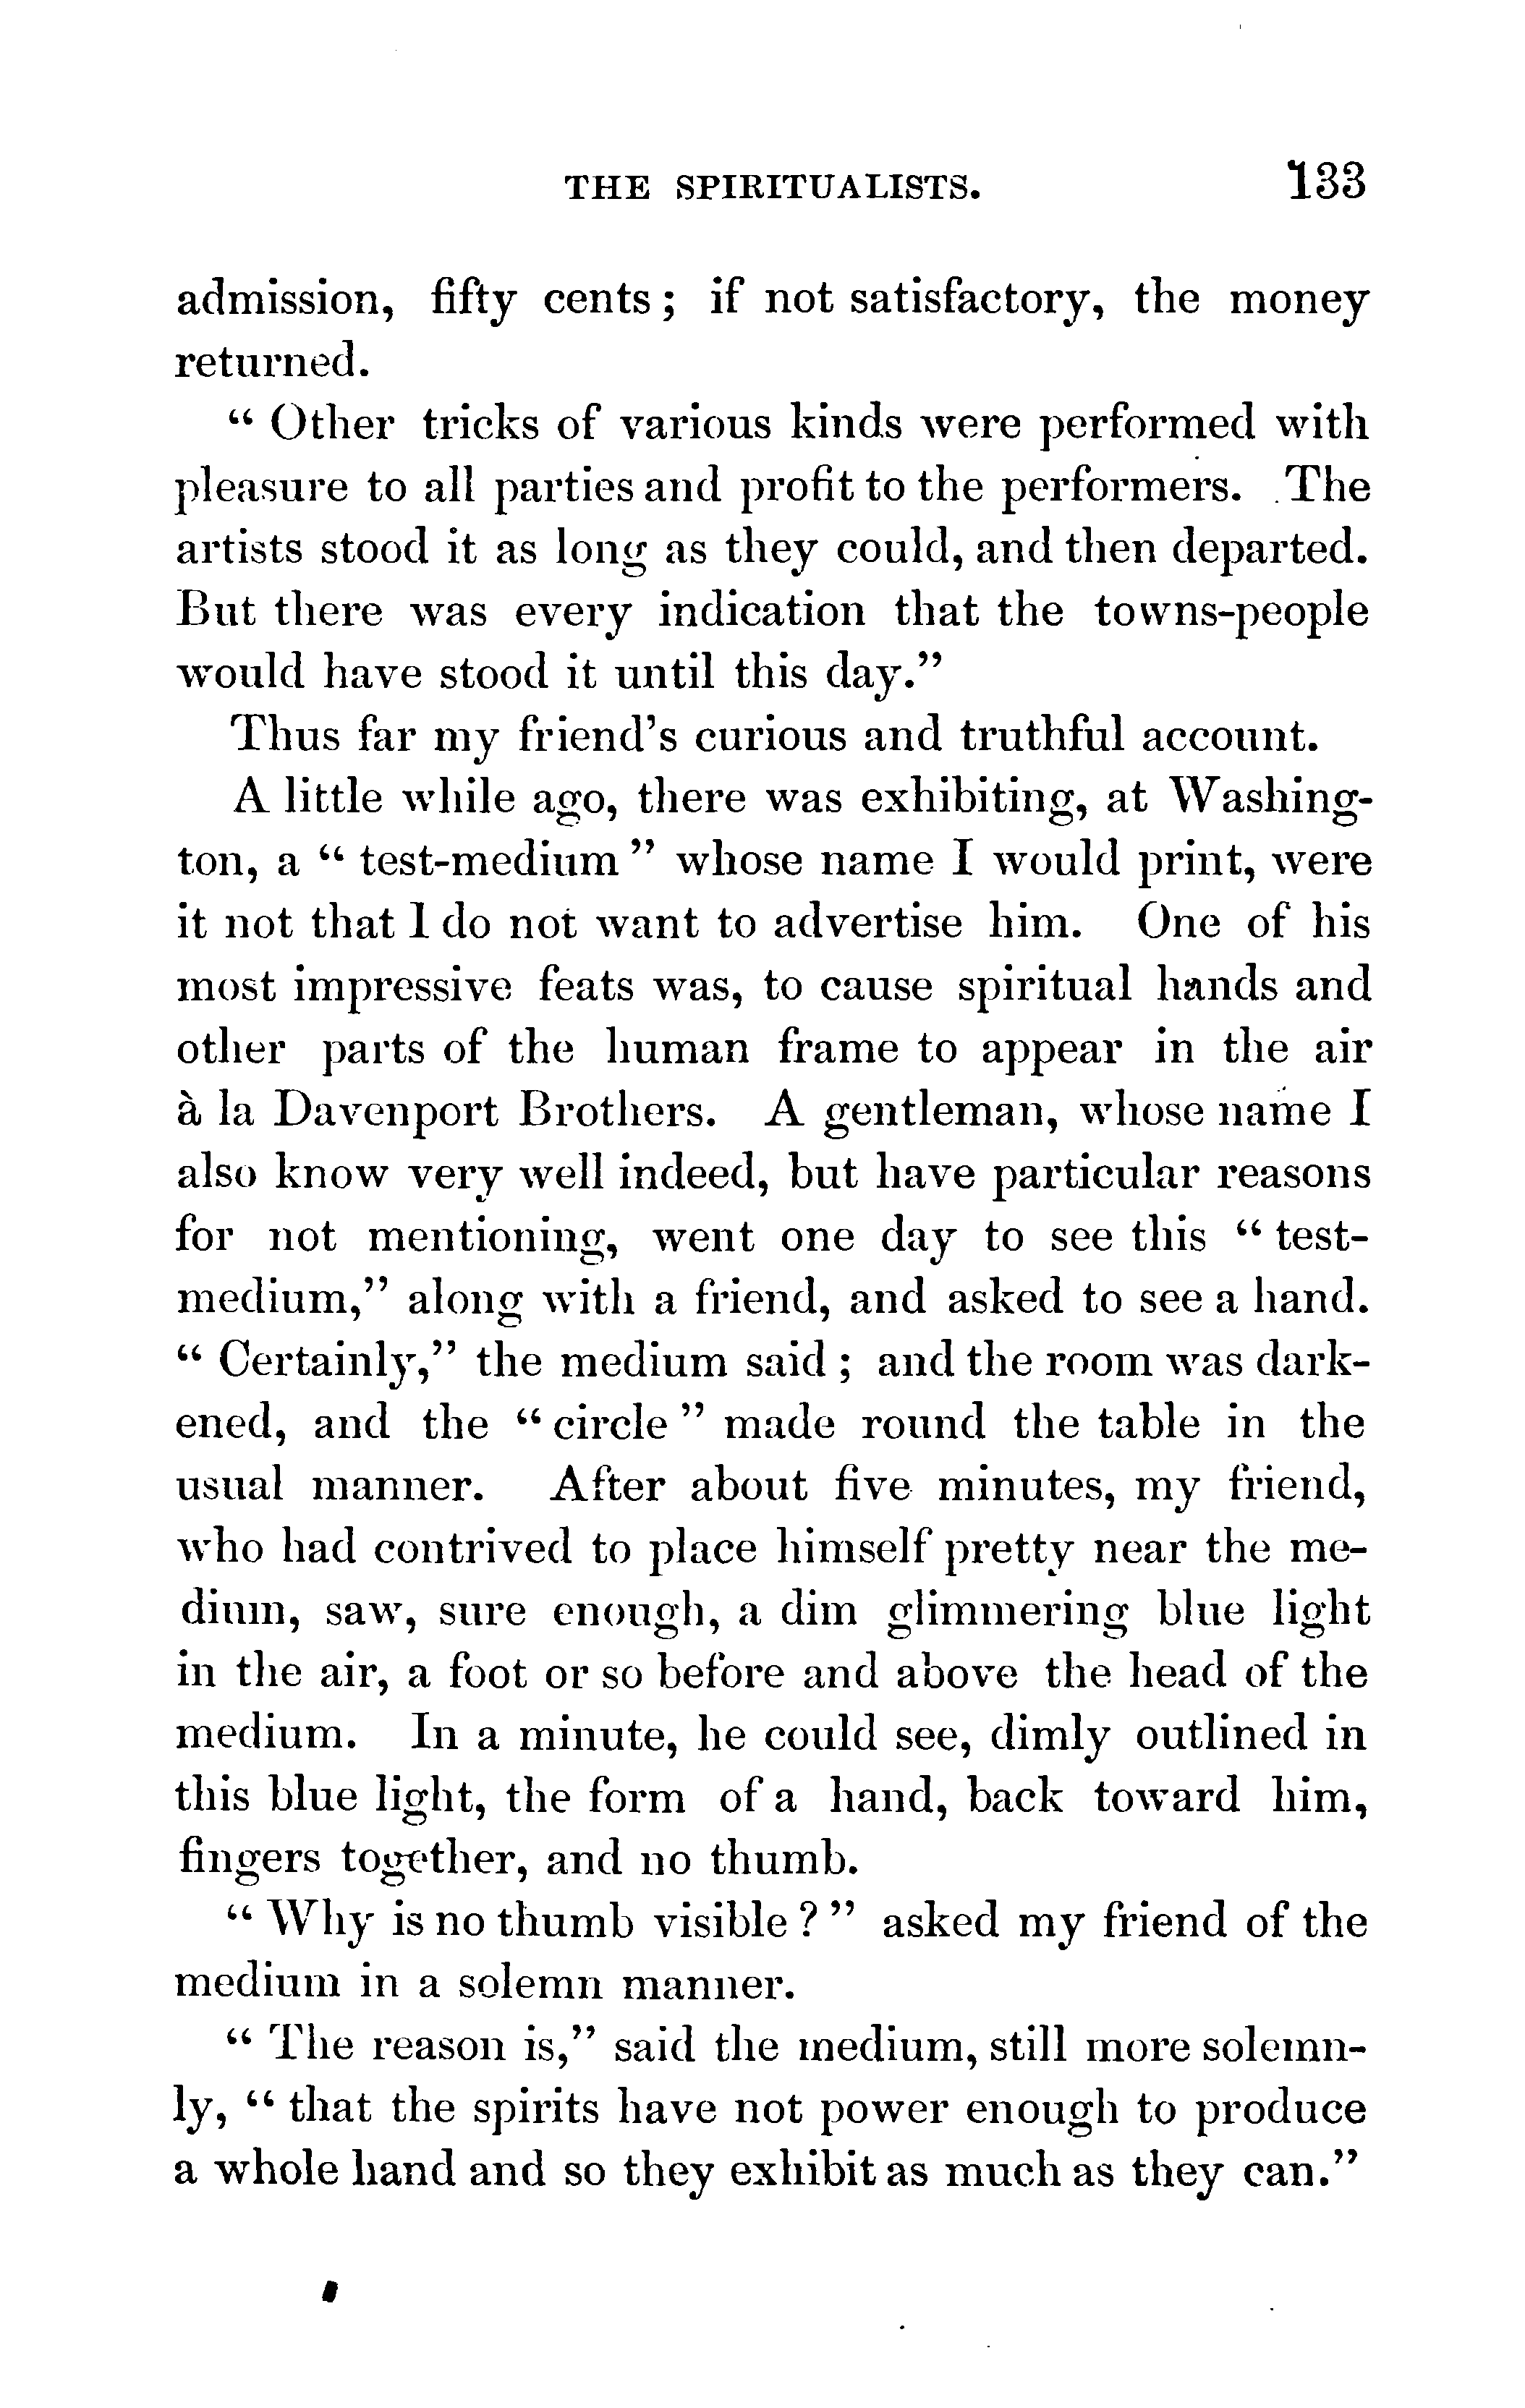 THE SPIRITUALISTS. 133
admission, fifty cents; if not satisfactory, the money
returned.
“Other tricks of various kinds were performed with
pleasure to all parties and profit to the performers. The
artists stood it as long as they could, and then departed.
But there was every indication that the towns-people
would have stood it until this day.”
Thus far my friend’s curious and truthful account.
A little while ago, there was exhibiting, at Washing-
ton, a “test-medium” whose name I would print, were
it not that I do not want to advertise him. One of his
most impressive feats was, to cause spiritual hands and
other parts of the human frame to appear in the air
à la Davenport Brothers. A gentleman, whose name I
also know very well indeed, but have particular reasons
for not mentioning, went one day to see this “test-
medium,” along with a friend, and asked to see a hand.
“Certainly,” the medium said; and the room was dark-
ened, and the “circle” made round the table in the
usual manner. After about five minutes, my friend,
who had contrived to place himself pretty near the me-
dium, saw, sure enough, a dim glimmering blue light
in the air, a foot or so before and above the head of the
medium. In a minute, he could see, dimly outlined in
this blue light, the form of a hand, back toward him,
fingers together, and no thumb.
“Why is no thumb visible?” asked my friend of the
medium in a solemn manner.
“The reason is,” said the medium, still more solemn-
ly, “that the spirits have not power enough to produce
a whole hand and so they exhibit as much as they can.”